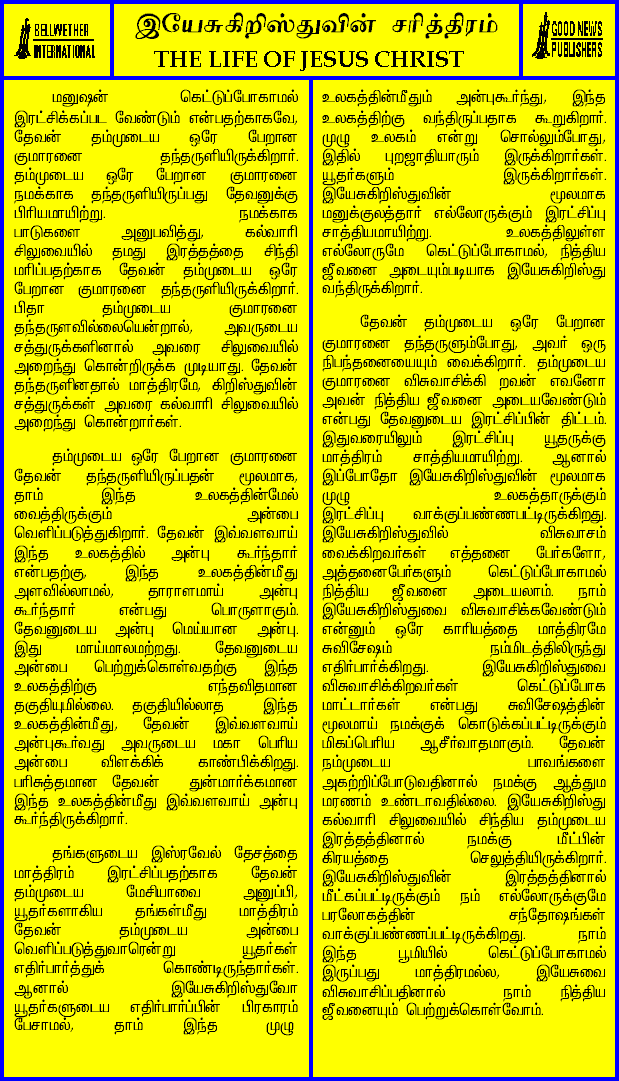 BELLWETHER
INTERNATIONAL
இயேசுகிறிஸ்துவின் சரித்திரம்
THE LIFE OF JESUS CHRIST
GOOD NEWS
PUBLISHERS
மனுஷன் கெட்டுப்போகாமல்
இரட்சிக்கப்பட வேண்டும் என்பதற்காகவே,
தேவன் தம்முடைய ஒரே பேறான
குமாரனை தந்தருளியிருக்கிறார்.
தம்முடைய ஒரே பேறான குமாரனை
நமக்காக தந்தருளியிருப்பது தேவனுக்கு
பிரியமாயிற்று. நமக்காக
பாடுகளை அனுபவித்து, கல்வாரி
சிலுவையில் தமது இரத்தத்தை சிந்தி
மரிப்பதற்காக தேவன் தம்முடைய ஒரே
பேறான குமாரனை தந்தருளியிருக்கிறார்.
பிதா தம்முடைய குமாரனை
தந்தருளவில்லையென்றால், அவருடைய
சத்துருக்களினால் அவரை சிலுவையில்
அறைந்து கொன்றிருக்க முடியாது. தேவன்
தந்தருளினதால் மாத்திரமே, கிறிஸ்துவின்
சத்துருக்கள் அவரை கல்வாரி சிலுவையில்
அறைந்து கொன்றார்கள்.
தம்முடைய ஒரே பேறான குமாரனை
தேவன் தந்தருளியிருப்பதன் மூலமாக,
தாம் இந்த உலகத்தின்மேல்
வைத்திருக்கும் அன்பை
வெளிப்படுத்துகிறார். தேவன் இவ்வளவாய்
இந்த உலகத்தில் அன்பு கூர்ந்தார்
என்பதற்கு, இந்த உலகத்தின்மீது
அளவில்லாமல், தாராளமாய் அன்பு
கூர்ந்தார் என்பது பொருளாகும்.
தேவனுடைய அன்பு மெய்யான அன்பு.
இது மாய்மாலமற்றது. தேவனுடைய
அன்பை பெற்றுக்கொள்வதற்கு இந்த
உலகத்திற்கு எந்தவிதமான
தகுதியுமில்லை. தகுதியில்லாத இந்த
உலகத்தின்மீது, தேவன் இவ்வளவாய்
அன்புகூர்வது அவருடைய மகா பெரிய
அன்பை விளக்கிக் காண்பிக்கிறது.
பரிசுத்தமான தேவன் துன்மார்க்கமான
இந்த உலகத்தின்மீது இவ்வளவாய் அன்பு
கூர்ந்திருக்கிறார்.
தங்களுடைய இஸ்ரவேல் தேசத்தை
மாத்திரம் இரட்சிப்பதற்காக தேவன்
தம்முடைய மேசியாவை அனுப்பி,
யூதர்களாகிய தங்கள்மீது மாத்திரம்
தேவன் தம்முடைய அன்பை
வெளிப்படுத்துவாரென்று யூதர்கள்
எதிர்பார்த்துக் கொண்டிருந்தார்கள்.
ஆனால் இயேசுகிறிஸ்துவோ
யூதர்களுடைய எதிர்பார்ப்பின் பிரகாரம்
பேசாமல், தாம் இந்த முழு
உலகத்தின்மீதும் அன்புகூர்ந்து, இந்த
உலகத்திற்கு வந்திருப்பதாக கூறுகிறார்.
முழு உலகம் என்று சொல்லும்போது,
இதில் புறஜாதியாரும் இருக்கிறார்கள்.
யூதர்களும் இருக்கிறார்கள்.
இயேசுகிறிஸ்துவின் மூலமாக
மனுக்குலத்தார் எல்லோருக்கும் இரட்சிப்பு
சாத்தியமாயிற்று. உலகத்திலுள்ள
எல்லோருமே கெட்டுப்போகாமல், நித்திய
ஜீவனை அடையும்படியாக இயேசுகிறிஸ்து
வந்திருக்கிறார்.
தேவன் தம்முடைய ஒரே பேறான
குமாரனை தந்தருளும்போது, அவர் ஒரு
நிபந்தனையையும் வைக்கிறார். தம்முடைய
குமாரனை விசுவாசிக்கி றவன் எவனோ
அவன் நித்திய ஜீவனை அடையவேண்டும்
என்பது தேவனுடைய இரட்சிப்பின் திட்டம்.
இதுவரையிலும் இரட்சிப்பு யூதருக்கு
மாத்திரம் சாத்தியமாயிற்று. ஆனால்
இப்போதோ இயேசுகிறிஸ்துவின் மூலமாக
முழு உலகத்தாருக்கும்
இரட்சிப்பு வாக்குப்பண்ணபட்டிருக்கிறது.
இயேசுகிறிஸ்துவில் விசுவாசம்
வைக்கிறவர்கள் எத்தனை பேர்களோ,
அத்தனைபேர்களும் கெட்டுப்போகாமல்
நித்திய ஜீவனை அடையலாம். நாம்
இயேசுகிறிஸ்துவை விசுவாசிக்கவேண்டும்
என்னும் ஒரே காரியத்தை மாத்திரமே
சுவிசேஷம் நம்மிடத்திலிருந்து
எதிர்பார்க்கிறது. இயேசுகிறிஸ்துவை
விசுவாசிக்கிறவர்கள் கெட்டுப்போக
மாட்டார்கள் என்பது சுவிசேஷத்தின்
மூலமாய் நமக்குக் கொடுக்கப்பட்டிருக்கும்
மிகப்பெரிய ஆசீர்வாதமாகும். தேவன்
நம்முடைய பாவங்களை
அகற்றிப்போடுவதினால் நமக்கு ஆத்தும
மரணம் உண்டாவதில்லை. இயேசுகிறிஸ்து
கல்வாரி சிலுவையில் சிந்திய தம்முடைய
இரத்தத்தினால் நமக்கு மீட்பின்
கிரயத்தை செலுத்தியிருக்கிறார்.
இயேசுகிறிஸ்துவின் இரத்தத்தினால்
மீட்கப்பட்டிருக்கும் நம் எல்லோருக்குமே
பரலோகத்தின் சந்தோஷங்கள்
வாக்குப்பண்ணப்பட்டிருக்கிறது. நாம்
இந்த பூமியில் கெட்டுப்போகாமல்
இருப்பது மாத்திரமல்ல, இயேசுவை
விசுவாசிப்பதினால் நாம் நித்திய
ஜீவனையும் பெற்றுக்கொள்வோம்.